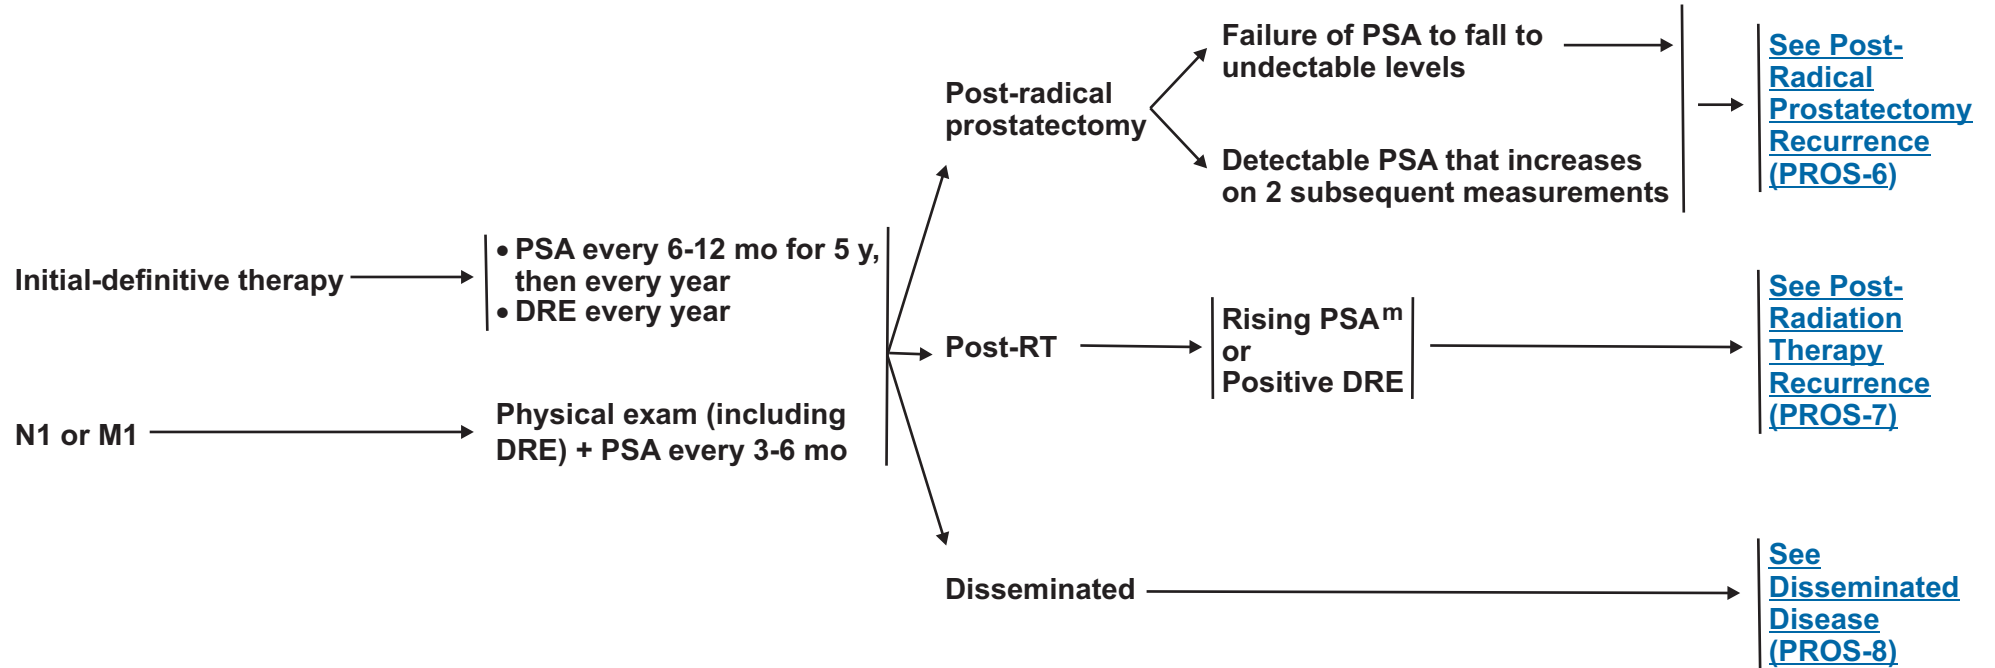 Initial-definitive therapy
• PSA every 6-12 mo for 5 y,
then every year
• DRE every year
N1 or M1
Physical exam (including
DRE) + PSA every 3-6 mo
Post-radical
prostatectomy
Failure of PSA to fall to
undectable levels
Detectable PSA that increases
on 2 subsequent measurements
See Post-
Radical
Prostatectomy
Recurrence
(PROS-6)
Post-RT
Rising PSAm
or
Positive DRE
See Post-
Radiation
Therapy
Recurrence
(PROS-7)
Disseminated
See
Disseminated
Disease
(PROS-8)